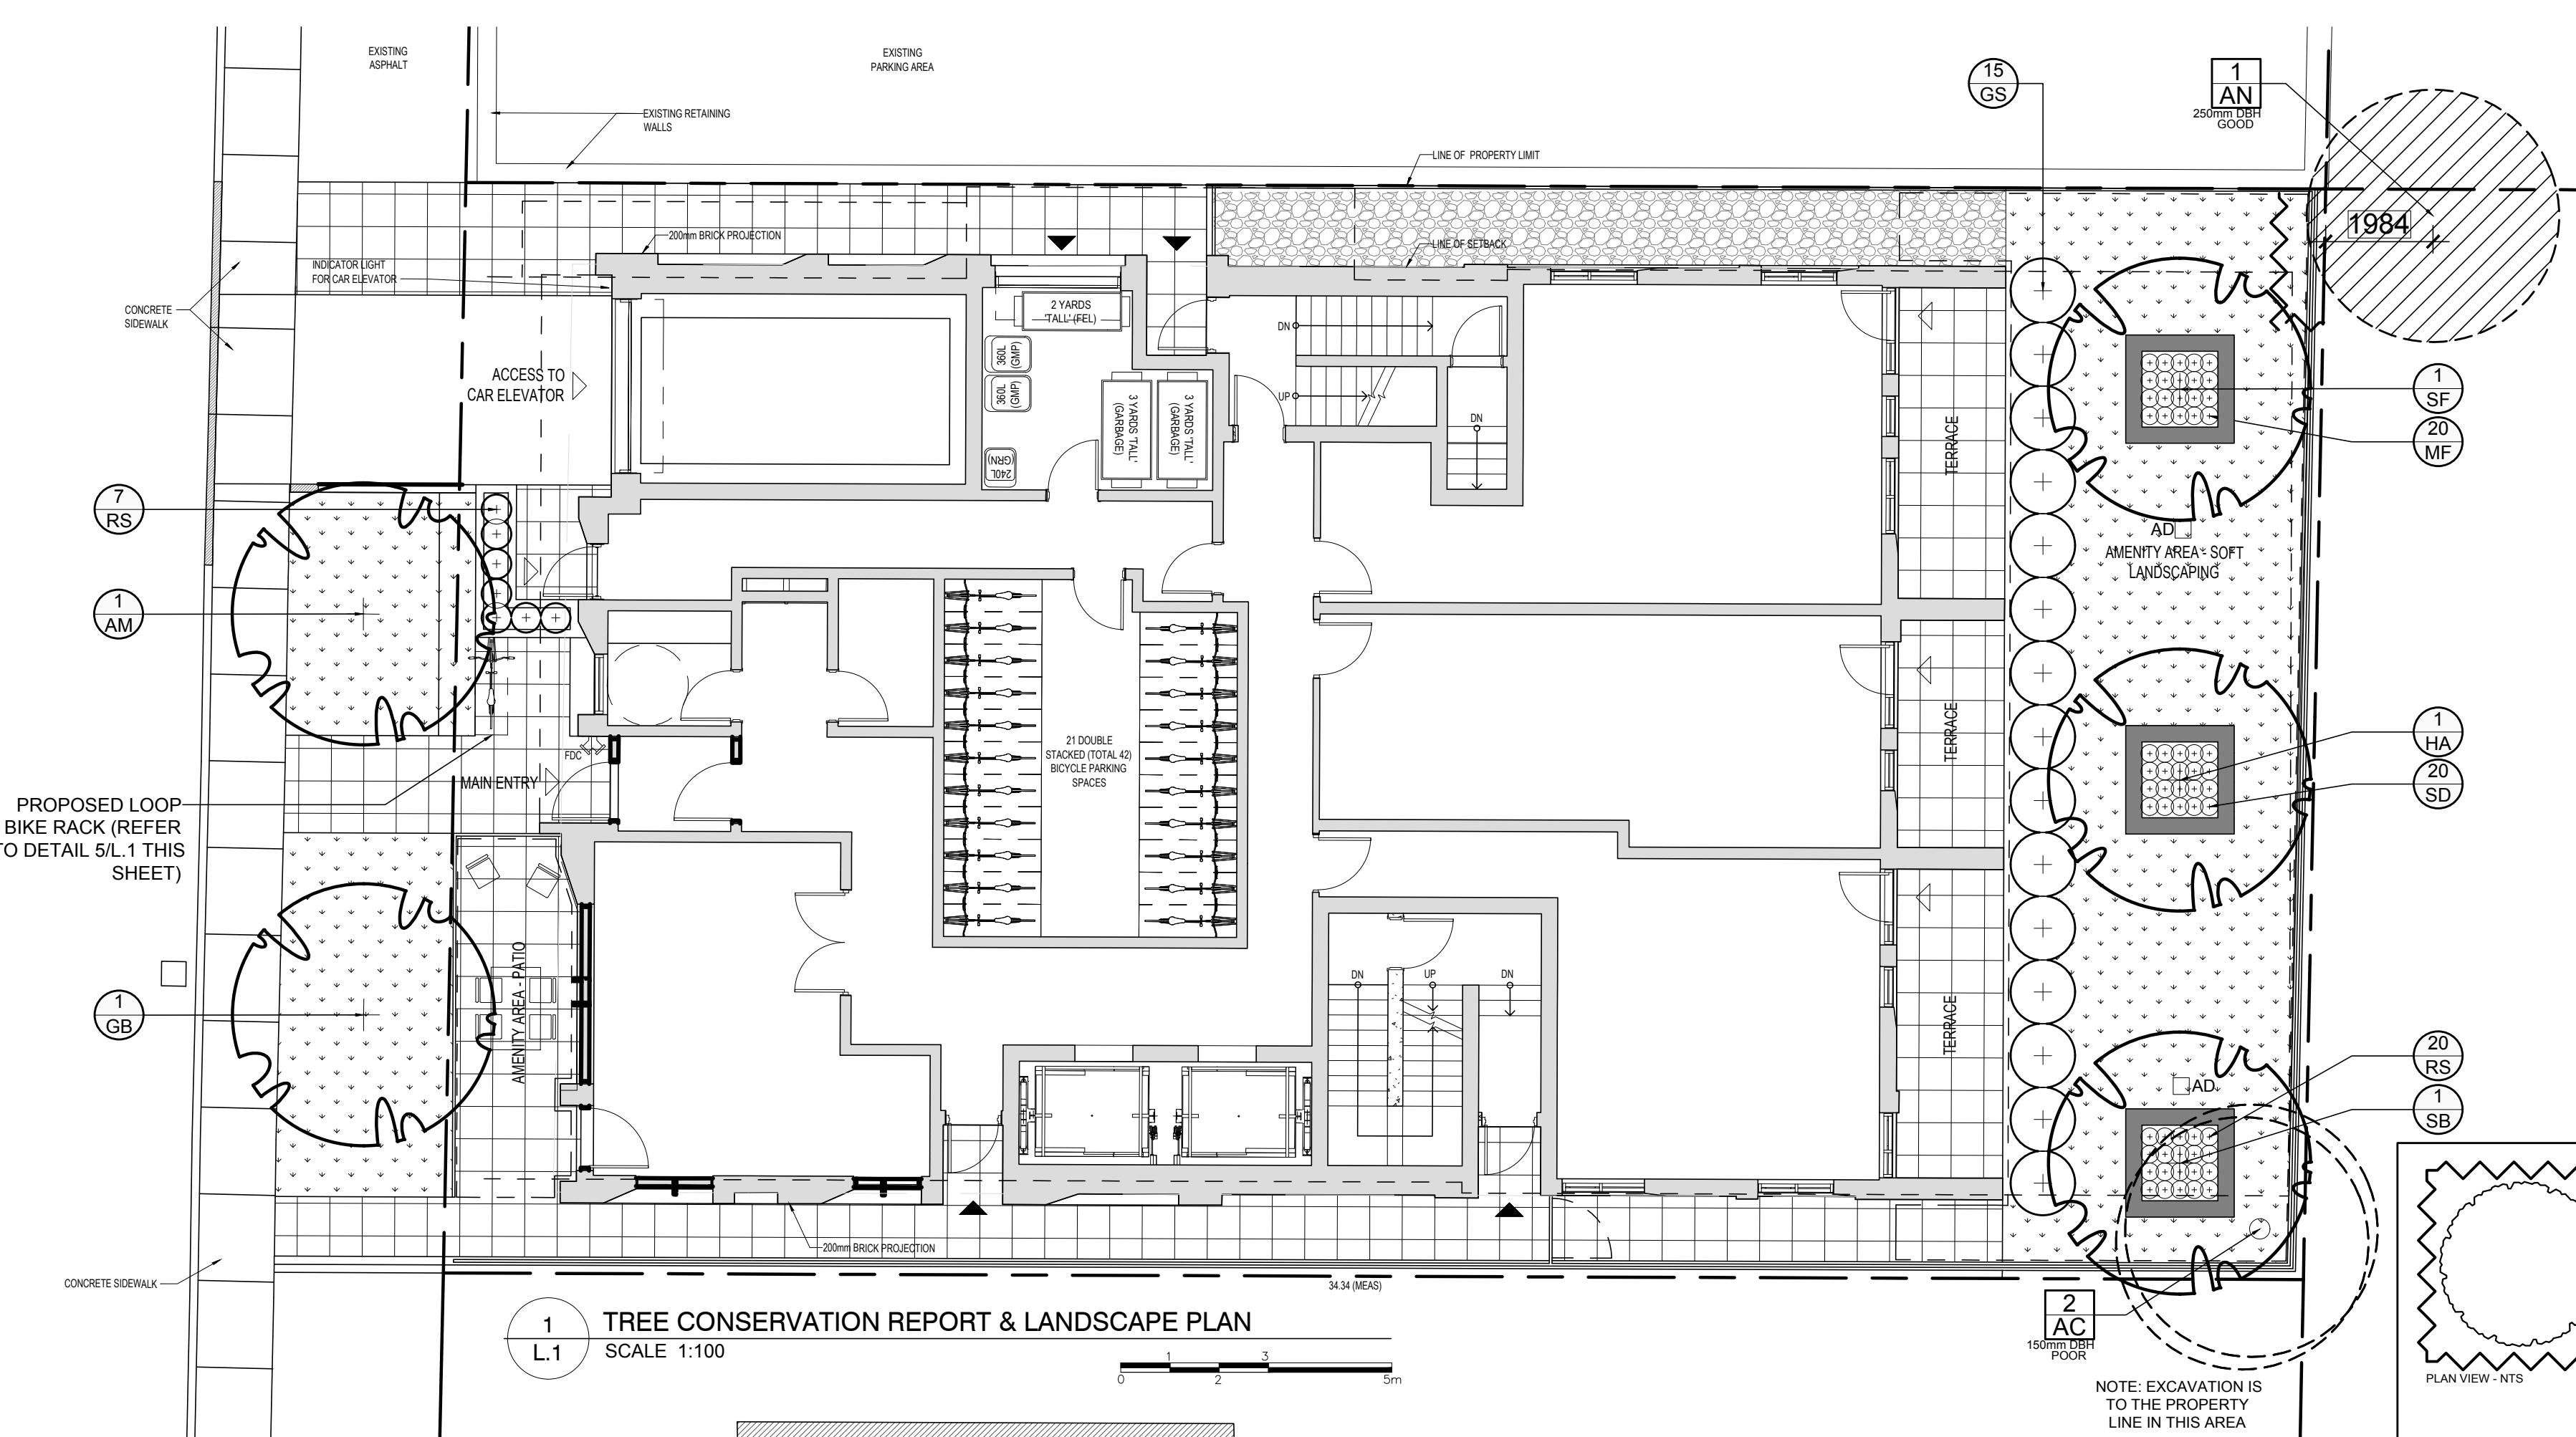 EXISTING
ASPHALT
EXISTING
PARKING AREA
EXISTING RETAINING
WALLS
15
GS
1
AN
250mm DBH
GOOD
LINE OF PROPERTY LIMIT
1984
200mm BRICK PROJECTION
LINE OF SETBACK
INDICATOR LIGHT
FOR CAR ELEVATOR
CONCRETE
SIDEWALK
2 YARDS
'TALL' (FEL)
DN
360L
(GMP)
360L
(GMP)
ACCESS TO
CAR ELEVATOR
3 YARDS 'TALL'
(GARBAGE)
3 YARDS 'TALL'
(GARBAGE)
UP
DN
TERRACE
1
SF
20
MF
240L
(GRN)
7
RS
AD
AMENITY AREA - SOFT
LANDSCAPING
1
AM
21 DOUBLE
STACKED (TOTAL 42)
BICYCLE PARKING
SPACES
TERRACE
1
HA
20
SD
FDC
MAIN ENTRY
PROPOSED LOOP
BIKE RACK (REFER
TO DETAIL 5/L.1 THIS
SHEET)
AMENITY AREA - PATIO
DN
UP
DN
TERRACE
1
GB
20
RS
1
SB
AD
200mm BRICK PROJECTION
CONCRETE SIDEWALK
34.34 (MEAS)
1
L.1
TREE CONSERVATION REPORT & LANDSCAPE PLAN
SCALE 1:100
1
3
0
2
5m
2
AC
150mm DBH
POOR
NOTE: EXCAVATION IS
TO THE PROPERTY
LINE IN THIS AREA
PLAN VIEW - NTS